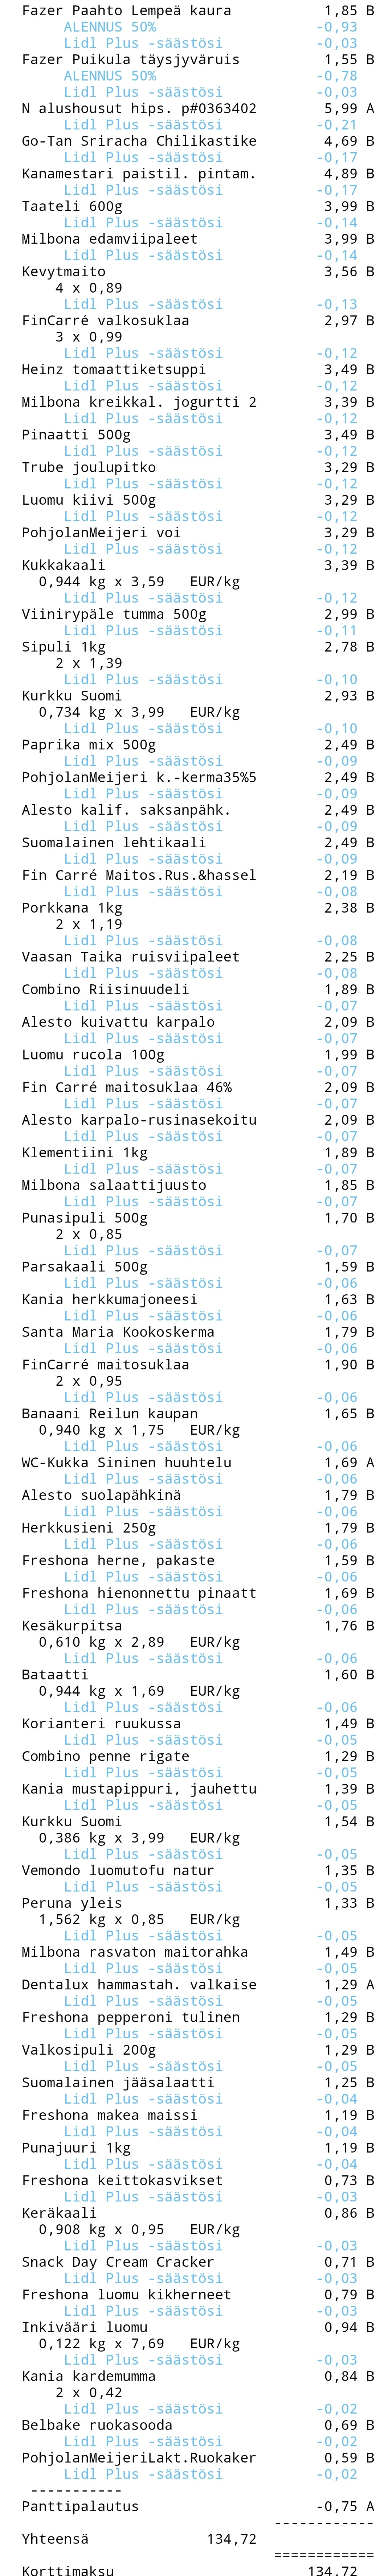 Fazer Paahto Lempeä kaura 1,85 B
ALENNUS 50% -0,93
Lidl Plus -säästösi -0,03
Fazer Puikula täysjyväruis 1,55 B
ALENNUS 50% -0,78
Lidl Plus -säästösi -0,03
N alushousut hips. p#0363402 5,99 A
Lidl Plus -säästösi -0,21
Go-Tan Sriracha Chilikastike 4,69 B
Lidl Plus -säästösi -0,17
Kanamestari paistil. pintam. 4,89 B
Lidl Plus -säästösi -0,17
Taateli 600g 3,99 B
Lidl Plus -säästösi -0,14
Milbona edamviipaleet 3,99 B
Lidl Plus -säästösi -0,14
Kevytmaito 3,56 B
4 x 0,89
Lidl Plus -säästösi -0,13
FinCarré valkosuklaa 2,97 B
3 x 0,99
Lidl Plus -säästösi -0,12
Heinz tomaattiketsuppi 3,49 B
Lidl Plus -säästösi -0,12
Milbona kreikkal. jogurtti 2 3,39 B
Lidl Plus -säästösi -0,12
Pinaatti 500g 3,49 B
Lidl Plus -säästösi -0,12
Trube joulupitko 3,29 B
Lidl Plus -säästösi -0,12
Luomu kiivi 500g 3,29 B
Lidl Plus -säästösi -0,12
PohjolanMeijeri voi 3,29 B
Lidl Plus -säästösi -0,12
Kukkakaali 3,39 B
0,944 kg x 3,59 EUR/kg
Lidl Plus -säästösi -0,12
Viinirypäle tumma 500g 2,99 B
Lidl Plus -säästösi -0,11
Sipuli 1kg 2,78 B
2 x 1,39
Lidl Plus -säästösi -0,10
Kurkku Suomi 2,93 B
0,734 kg x 3,99 EUR/kg
Lidl Plus -säästösi -0,10
Paprika mix 500g 2,49 B
Lidl Plus -säästösi -0,09
PohjolanMeijeri k.-kerma35%5 2,49 B
Lidl Plus -säästösi -0,09
Alesto kalif. saksanpähk. 2,49 B
Lidl Plus -säästösi -0,09
Suomalainen lehtikaali 2,49 B
Lidl Plus -säästösi -0,09
Fin Carré Maitos.Rus.&hassel 2,19 B
Lidl Plus -säästösi -0,08
Porkkana 1kg 2,38 B
2 x 1,19
Lidl Plus -säästösi -0,08
Vaasan Taika ruisviipaleet 2,25 B
Lidl Plus -säästösi -0,08
Combino Riisinuudeli 1,89 B
Lidl Plus -säästösi -0,07
Alesto kuivattu karpalo 2,09 B
Lidl Plus -säästösi -0,07
Luomu rucola 100g 1,99 B
Lidl Plus -säästösi -0,07
Fin Carré maitosuklaa 46% 2,09 B
Lidl Plus -säästösi -0,07
Alesto karpalo-rusinasekoitu 2,09 B
Lidl Plus -säästösi -0,07
Klementiini 1kg 1,89 B
Lidl Plus -säästösi -0,07
Milbona salaattijuusto 1,85 B
Lidl Plus -säästösi -0,07
Punasipuli 500g 1,70 B
2 x 0,85
Lidl Plus -säästösi -0,07
Parsakaali 500g 1,59 B
Lidl Plus -säästösi -0,06
Kania herkkumajoneesi 1,63 B
Lidl Plus -säästösi -0,06
Santa Maria Kookoskerma 1,79 B
Lidl Plus -säästösi -0,06
FinCarré maitosuklaa 1,90 B
2 x 0,95
Lidl Plus -säästösi -0,06
Banaani Reilun kaupan 1,65 B
0,940 kg x 1,75 EUR/kg
Lidl Plus -säästösi -0,06
WC-Kukka Sininen huuhtelu 1,69 A
Lidl Plus -säästösi -0,06
Alesto suolapähkinä 1,79 B
Lidl Plus -säästösi -0,06
Herkkusieni 250g 1,79 B
Lidl Plus -säästösi -0,06
Freshona herne, pakaste 1,59 B
Lidl Plus -säästösi -0,06
Freshona hienonnettu pinaatt 1,69 B
Lidl Plus -säästösi -0,06
Kesäkurpitsa 1,76 B
0,610 kg x 2,89 EUR/kg
Lidl Plus -säästösi -0,06
Bataatti 1,60 B
0,944 kg x 1,69 EUR/kg
Lidl Plus -säästösi -0,06
Korianteri ruukussa 1,49 B
Lidl Plus -säästösi -0,05
Combino penne rigate 1,29 B
Lidl Plus -säästösi -0,05
Kania mustapippuri, jauhettu 1,39 B
Lidl Plus -säästösi -0,05
Kurkku Suomi 1,54 B
0,386 kg x 3,99 EUR/kg
Lidl Plus -säästösi -0,05
Vemondo luomutofu natur 1,35 B
Lidl Plus -säästösi -0,05
Peruna yleis 1,33 B
1,562 kg x 0,85 EUR/kg
Lidl Plus -säästösi -0,05
Milbona rasvaton maitorahka 1,49 B
Lidl Plus -säästösi -0,05
Dentalux hammastah. valkaise 1,29 A
Lidl Plus -säästösi -0,05
Freshona pepperoni tulinen 1,29 B
Lidl Plus -säästösi -0,05
Valkosipuli 200g 1,29 B
Lidl Plus -säästösi -0,05
Suomalainen jääsalaatti 1,25 B
Lidl Plus -säästösi -0,04
Freshona makea maissi 1,19 B
Lidl Plus -säästösi -0,04
Punajuuri 1kg 1,19 B
Lidl Plus -säästösi -0,04
Freshona keittokasvikset 0,73 B
Lidl Plus -säästösi -0,03
Keräkaali 0,86 B
0,908 kg x 0,95 EUR/kg
Lidl Plus -säästösi -0,03
Snack Day Cream Cracker 0,71 B
Lidl Plus -säästösi -0,03
Freshona luomu kikherneet 0,79 B
Lidl Plus -säästösi -0,03
Inkivääri luomu 0,94 B
0,122 kg x 7,69 EUR/kg
Lidl Plus -säästösi -0,03
Kania kardemumma 0,84 B
2 x 0,42
Lidl Plus -säästösi -0,02
Belbake ruokasooda 0,69 B
Lidl Plus -säästösi -0,02
PohjolanMeijeriLakt.Ruokaker 0,59 B
Lidl Plus -säästösi -0,02
-----------
Panttipalautus -0,75 A
------------
Yhteensä 134,72
============
Korttimaksu 134,72